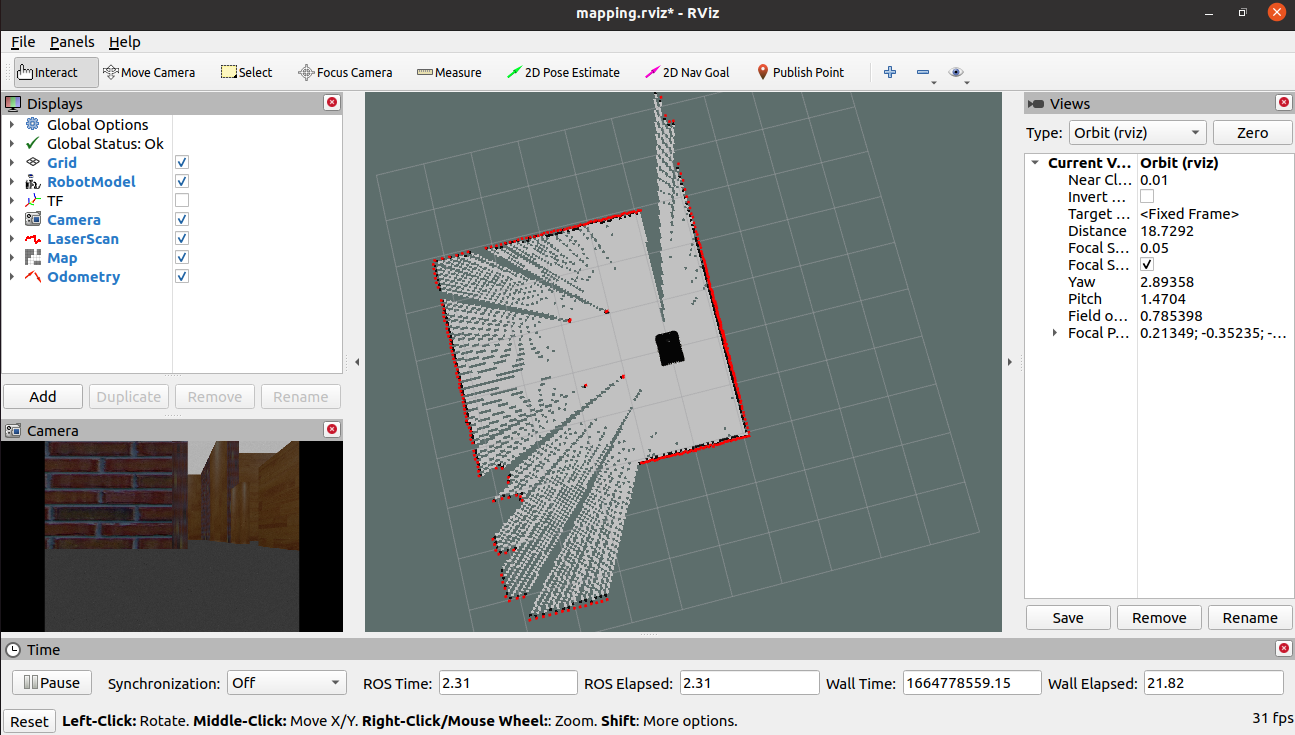 mapping.rviz* - RViz
File Panels Help
Interact Move Camera Select Focus Camera Measure 2D Pose Estimate 2D Nav Goal Publish Point
Displays
Global Options
Global Status: Ok
Grid
RobotModel
TF
Camera
LaserScan
Map
Odometry
Add Duplicate Remove Rename
Camera
Views
Type: Orbit (rviz) Zero
Current V... Orbit (rviz)
Near Cl... 0.01
Invert ...
Target ... <Fixed Frame>
Distance 18.7292
Focal S... 0.05
Focal S...
Yaw 2.89358
Pitch 1.4704
Field o... 0.785398
Focal P... 0.21349; -0.35235; -...
Save Remove Rename
Time
Pause Synchronization: Off ROS Time: 2.31 ROS Elapsed: 2.31 Wall Time: 1664778559.15 Wall Elapsed: 21.82
Reset Left-Click: Rotate. Middle-Click: Move X/Y. Right-Click/Mouse Wheel:: Zoom. Shift: More options. 31 fps